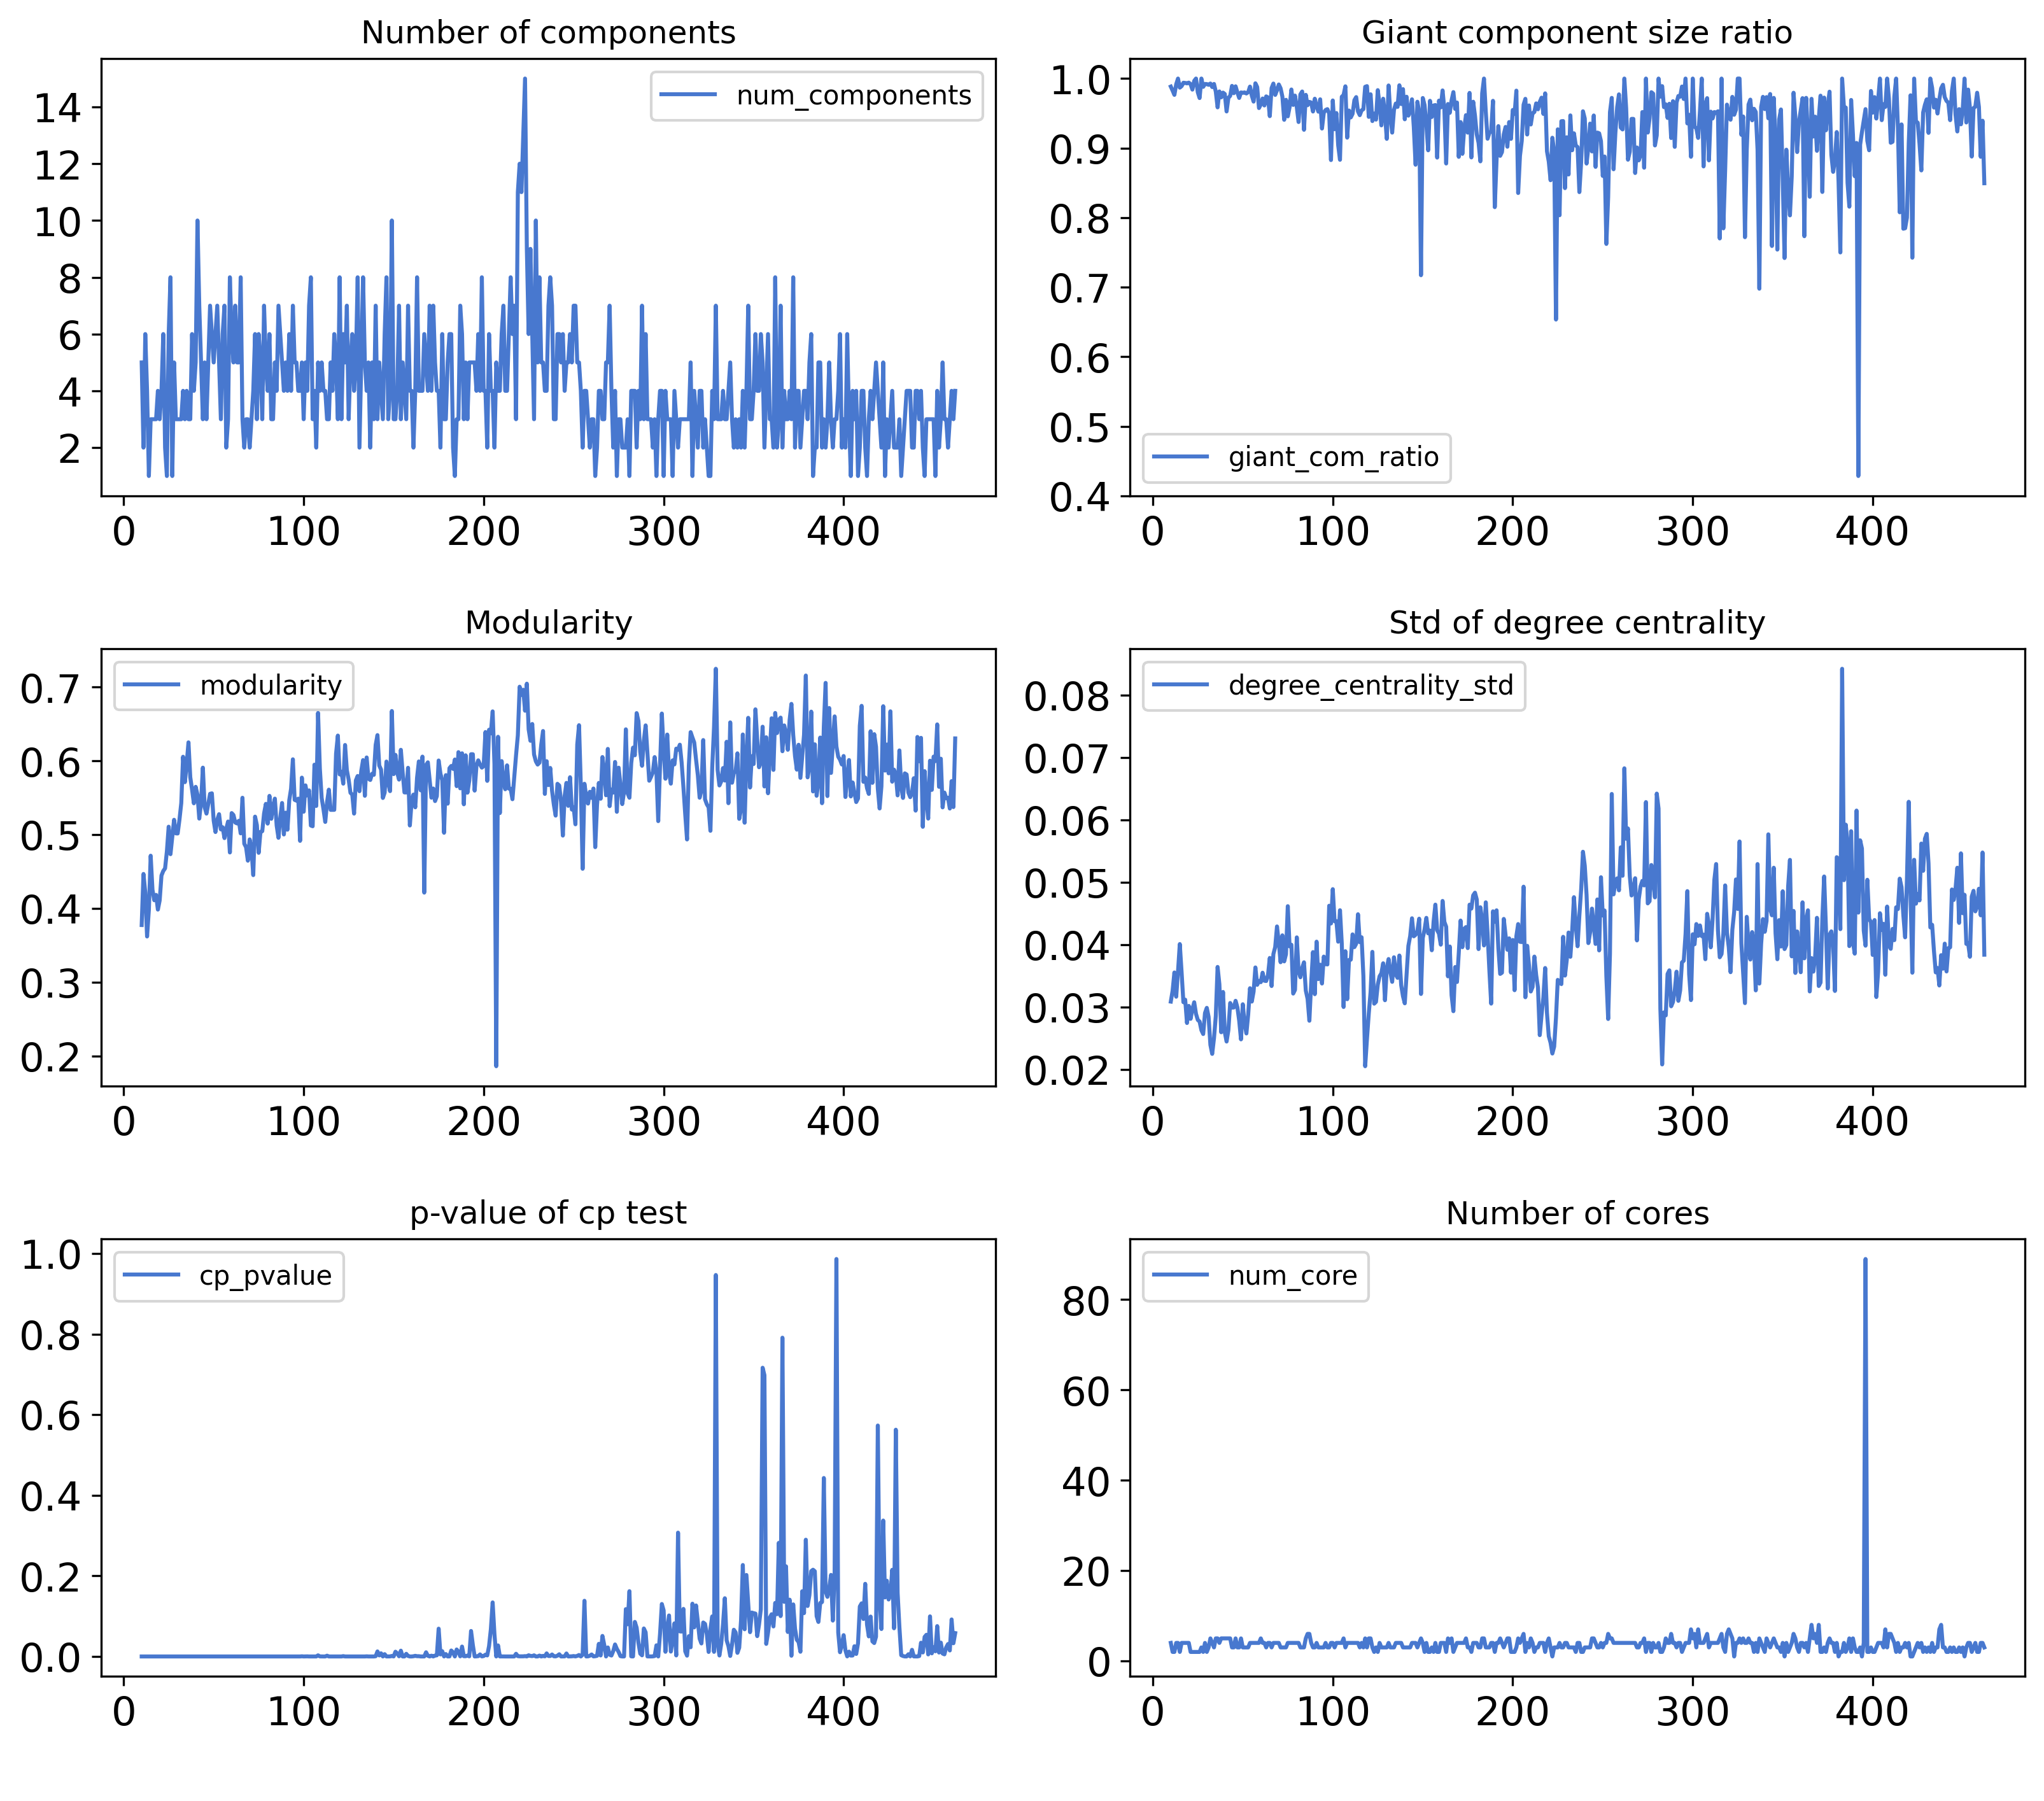 Number of components
num_components
14
12
10
8
6
4
2
0 100 200 300 400
Giant component size ratio
giant_com_ratio
1.0
0.9
0.8
0.7
0.6
0.5
0.4
0 100 200 300 400
Modularity
modularity
0.7
0.6
0.5
0.4
0.3
0.2
0 100 200 300 400
Std of degree centrality
degree_centrality_std
0.08
0.07
0.06
0.05
0.04
0.03
0.02
0 100 200 300 400
p-value of cp test
cp_pvalue
1.0
0.8
0.6
0.4
0.2
0.0
0 100 200 300 400
Number of cores
num_core
80
60
40
20
0
0 100 200 300 400